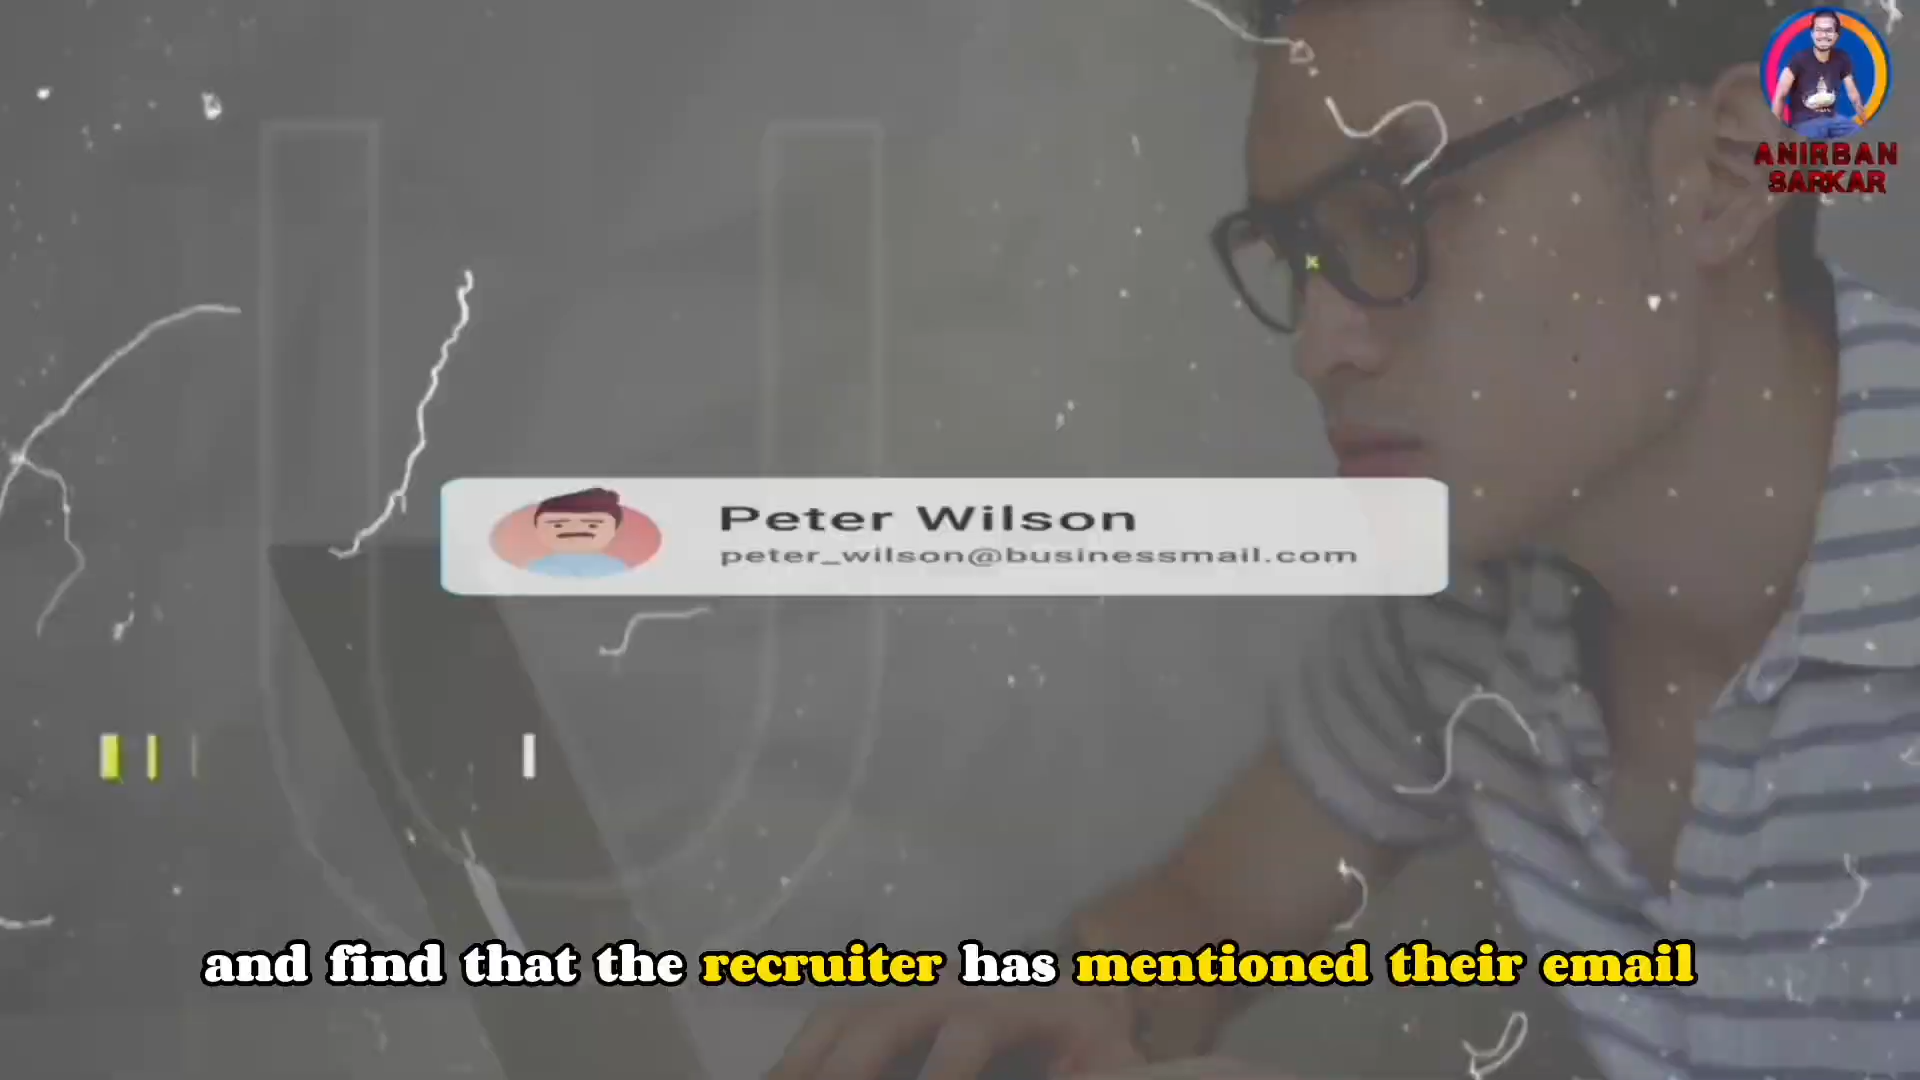 ANIRBAN
SARKAR
Peter Wilson
peter_wilson@businessmail.com
and find that the recruiter has mentioned their email